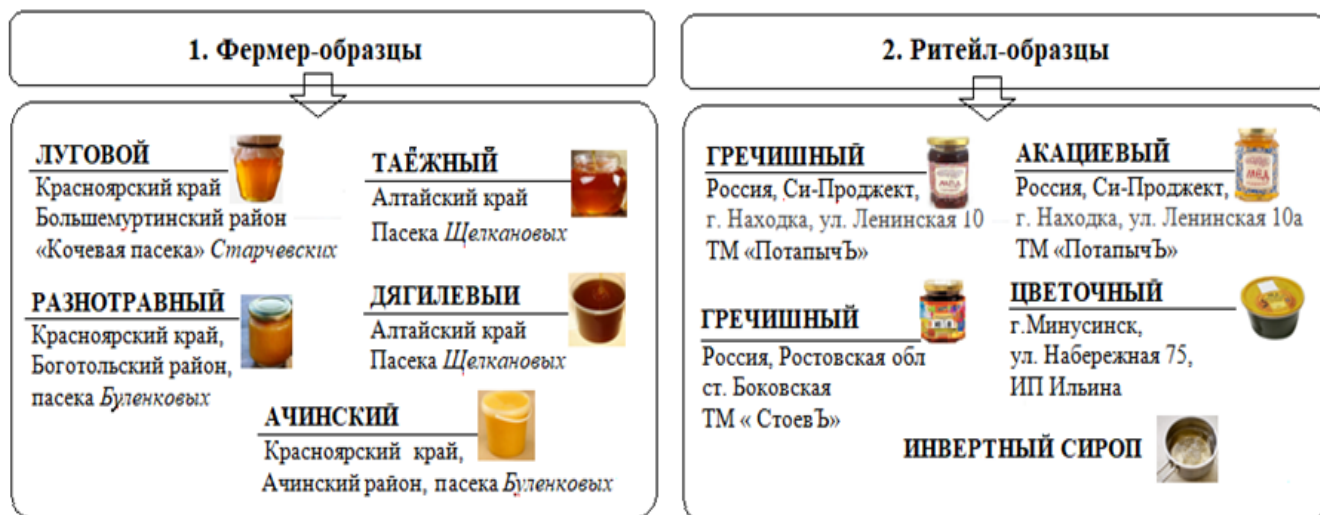 1. Фермер-образцы
ЛУГОВОЙ
Красноярский край
Большемуртинский район
«Кочевая пасека» Старчевских
ТАЁЖНЫЙ
Алтайский край
Пасека Щелкановых
РАЗНОТРАВНЫЙ
Красноярский край,
Боготольский район,
пасека Буленковых
ДЯГИЛЕВЫИ
Алтайский край
Пасека Щелкановых
АЧИНСКИЙ
Красноярский край,
Ачинский район, пасека Буленковых
2. Ритейл-образцы
ГРЕЧИШНЫЙ
Россия, Си-Проджект,
г. Находка, ул. Ленинская 10
ТМ «ПотапычЪ»
АКАЦИЕВЫЙ
Россия, Си-Проджект,
г. Находка, ул. Ленинская 10а
ТМ «ПотапычЪ»
ГРЕЧИШНЫЙ
Россия, Ростовская обл
ст. Боковская
ТМ « СтоевЪ»
ЦВЕТОЧНЫЙ
г.Минусинск,
ул. Набережная 75,
ИП Ильина
ИНВЕРТНЫЙ СИРОП
МЁД
МЁД